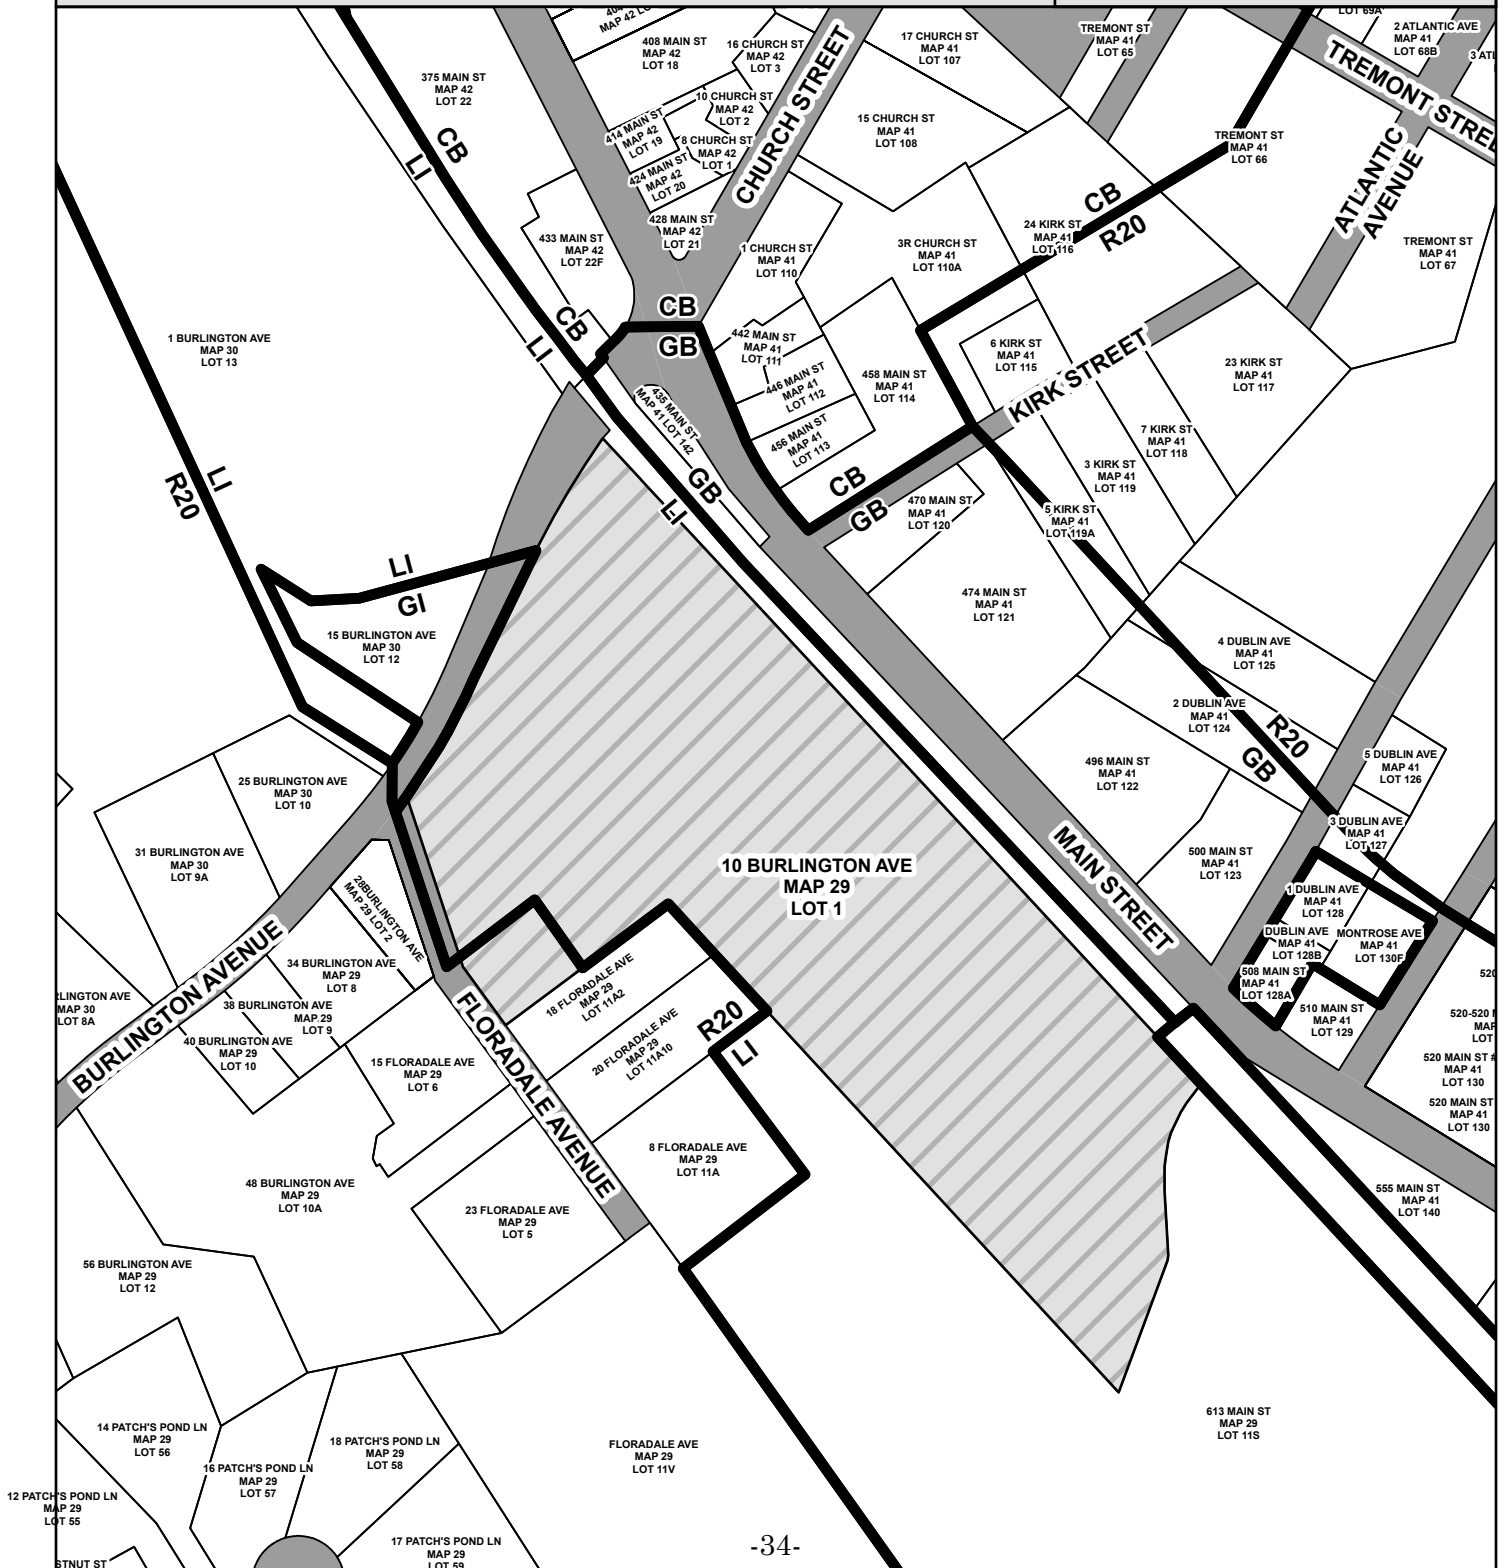 LOT 69A
2 ATLANTIC AVE
MAP 41
LOT 68B
TREMONT ST
MAP 41
LOT 65
17 CHURCH ST
MAP 41
LOT 107
16 CHURCH ST
MAP 42
LOT 3
408 MAIN ST
MAP 42
LOT 18
375 MAIN ST
MAP 42
LOT 22
10 CHURCH ST
MAP 42
LOT 2
CHURCH STREET
TREMONT
ATLANTIC
AVENUE
15 CHURCH ST
MAP 41
LOT 108
TREMONT ST
MAP 41
LOT 66
414 MAIN ST
MAP 42
LOT 19
8 CHURCH ST
MAP 42
LOT 1
424 MAIN ST
MAP 42
LOT 20
CB
LI
428 MAIN ST
MAP 42
LOT 21
433 MAIN ST
MAP 42
LOT 22F
1 CHURCH ST
MAP 41
LOT 110
3R CHURCH ST
MAP 41
LOT 110A
24 KIRK ST
MAP 41
LOT 116
CB
R20
TREMONT ST
MAP 41
LOT 67
CB
GB
CB
LI
1 BURLINGTON AVE
MAP 30
LOT 13
442 MAIN ST
MAP 41
LOT 111
446 MAIN ST
MAP 41
LOT 112
456 MAIN ST
MAP 41
LOT 113
458 MAIN ST
MAP 41
LOT 114
6 KIRK ST
MAP 41
LOT 115
KIRK STREET
23 KIRK ST
MAP 41
LOT 117
435 MAIN ST
MAP 41 LOT 142
7 KIRK ST
MAP 41
LOT 118
3 KIRK ST
MAP 41
LOT 119
5 KIRK ST
MAP 41
LOT 119A
CB
GB
GB
LI
LI
R20
470 MAIN ST
MAP 41
LOT 120
474 MAIN ST
MAP 41
LOT 121
LI
GI
15 BURLINGTON AVE
MAP 30
LOT 12
4 DUBLIN AVE
MAP 41
LOT 125
2 DUBLIN AVE
MAP 41
LOT 124
R20
GB
496 MAIN ST
MAP 41
LOT 122
5 DUBLIN AVE
MAP 41
LOT 126
25 BURLINGTON AVE
MAP 30
LOT 10
31 BURLINGTON AVE
MAP 30
LOT 9A
3 DUBLIN AVE
MAP 41
LOT 127
500 MAIN ST
MAP 41
LOT 123
10 BURLINGTON AVE
MAP 29
LOT 1
MAIN STREET
1 DUBLIN AVE
MAP 41
LOT 128
DUBLIN AVE
MAP 41
LOT 128B
MONTROSE AVE
MAP 41
LOT 130F
508 MAIN ST
MAP 41
LOT 128A
510 MAIN ST
MAP 41
LOT 129
28BURLINGTON AVE
MAP 29 LOT 2
BURLINGTON AVENUE
34 BURLINGTON AVE
MAP 29
LOT 8
MAP 30
LOT 8A
38 BURLINGTON AVE
MAP 29
LOT 9
40 BURLINGTON AVE
MAP 29
LOT 10
18 FLORADALE AVE
MAP 29
LOT 11A2
20 FLORADALE AVE
MAP 29
LOT 11A10
R20
LI
FLORADALE AVENUE
15 FLORADALE AVE
MAP 29
LOT 6
520 MAIN ST
MAP 41
LOT 130
520 MAIN ST
MAP 41
LOT 130
8 FLORADALE AVE
MAP 29
LOT 11A
48 BURLINGTON AVE
MAP 29
LOT 10A
23 FLORADALE AVE
MAP 29
LOT 5
555 MAIN ST
MAP 41
LOT 140
56 BURLINGTON AVE
MAP 29
LOT 12
14 PATCH'S POND LN
MAP 29
LOT 56
16 PATCH'S POND LN
MAP 29
LOT 57
18 PATCH'S POND LN
MAP 29
LOT 58
FLORADALE AVE
MAP 29
LOT 11V
613 MAIN ST
MAP 29
LOT 11S
12 PATCH'S POND LN
MAP 29
LOT 55
17 PATCH'S POND LN
MAP 29
LOT 59
-34-